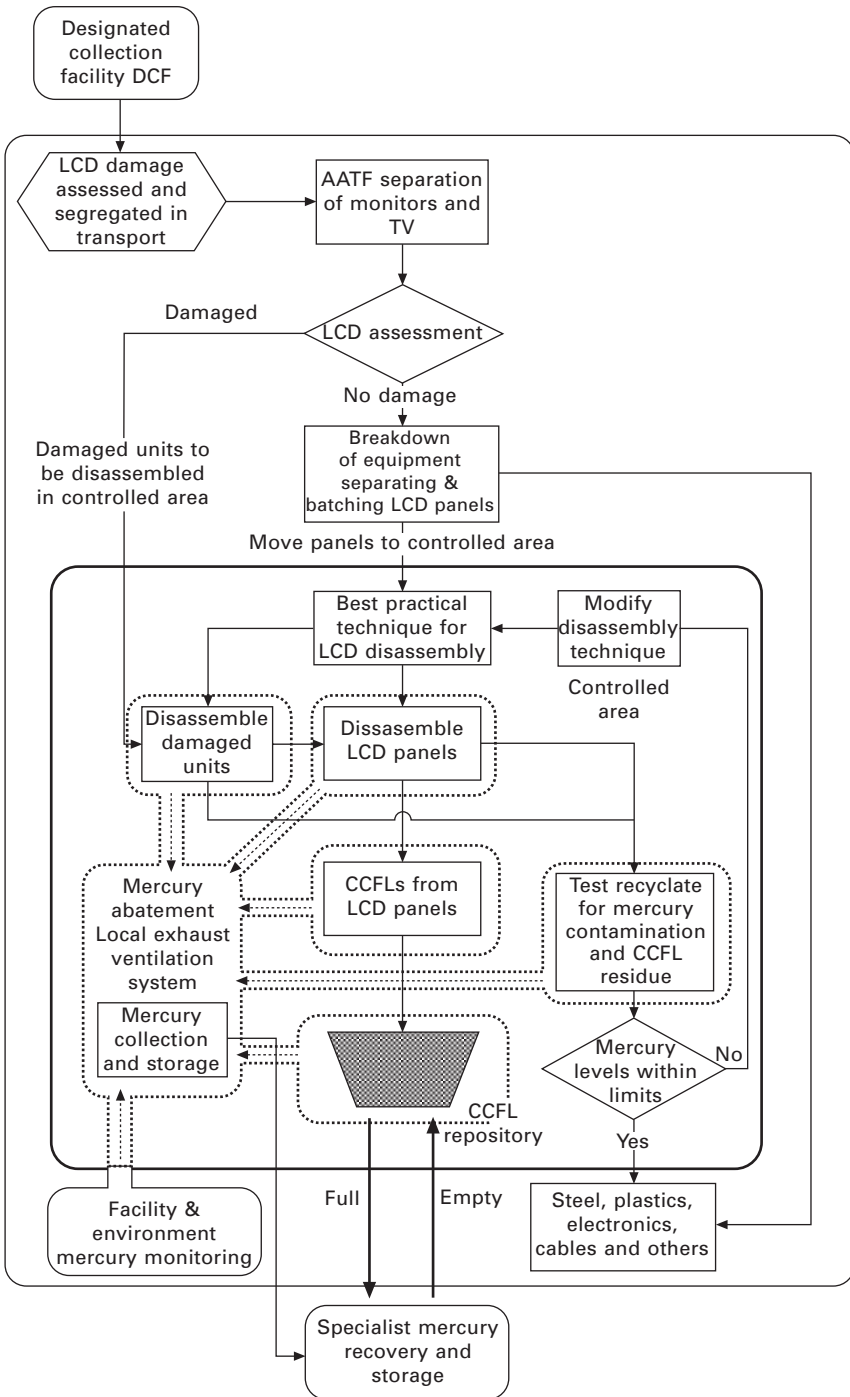 Designated
collection
facility DCF
LCD damage
assessed and
segregated in
transport
AATF separation
of monitors and
TV
Damaged
LCD assessment
No damage
Damaged units to
be disassembled
in controlled area
Breakdown
of equipment
separating &
batching LCD panels
Move panels to controlled area
Best practical
technique for
LCD disassembly
Modify
disassembly
technique
Controlled
area
Disassemble
damaged
units
Dissasemble
LCD panels
Mercury
abatement
Local exhaust
ventilation
system
CCFLs from
LCD panels
Test recyclate
for mercury
contamination
and CCFL
residue
Mercury
collection
and storage
Mercury
levels within
limits
No
CCFL
repository
Yes
Facility &
environment
mercury monitoring
Full
Empty
Steel, plastics,
electronics,
cables and others
Specialist mercury
recovery and
storage